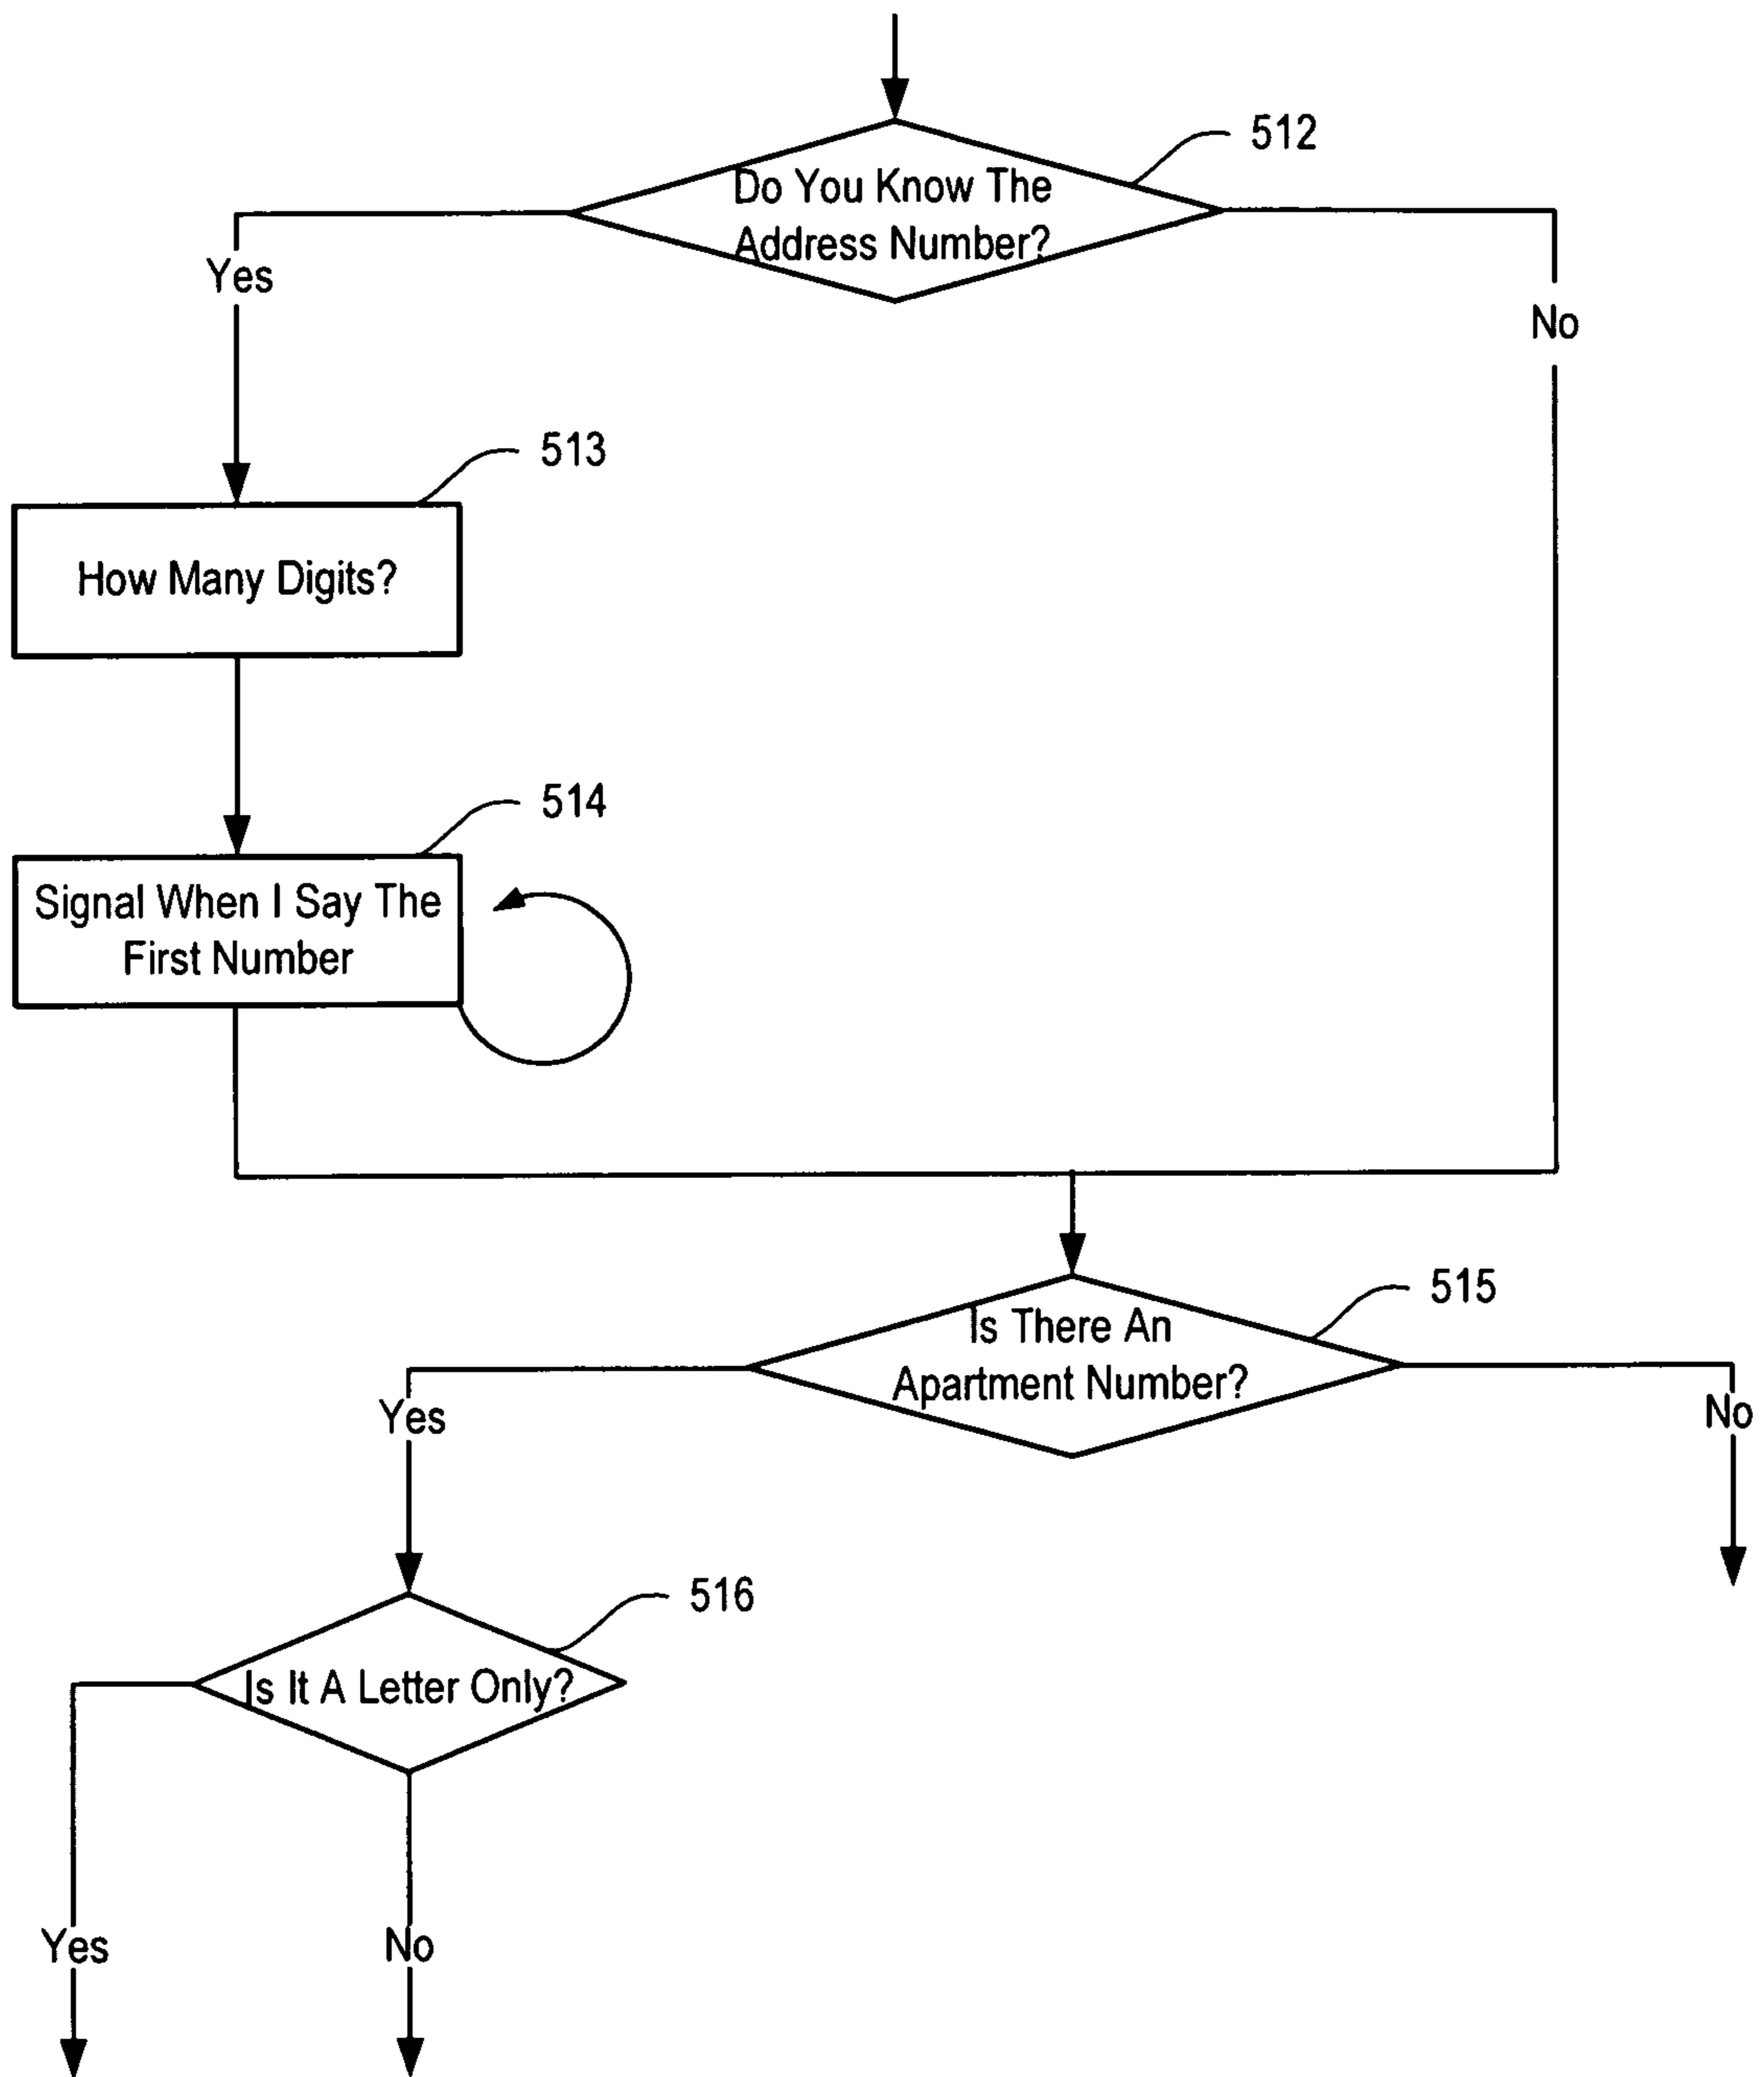 512
Do You Know The
Address Number?
Yes
No
513
How Many Digits?
514
Signal When I Say The
First Number
515
Is There An
Apartment Number?
Yes
No
516
Is It A Letter Only?
Yes
No